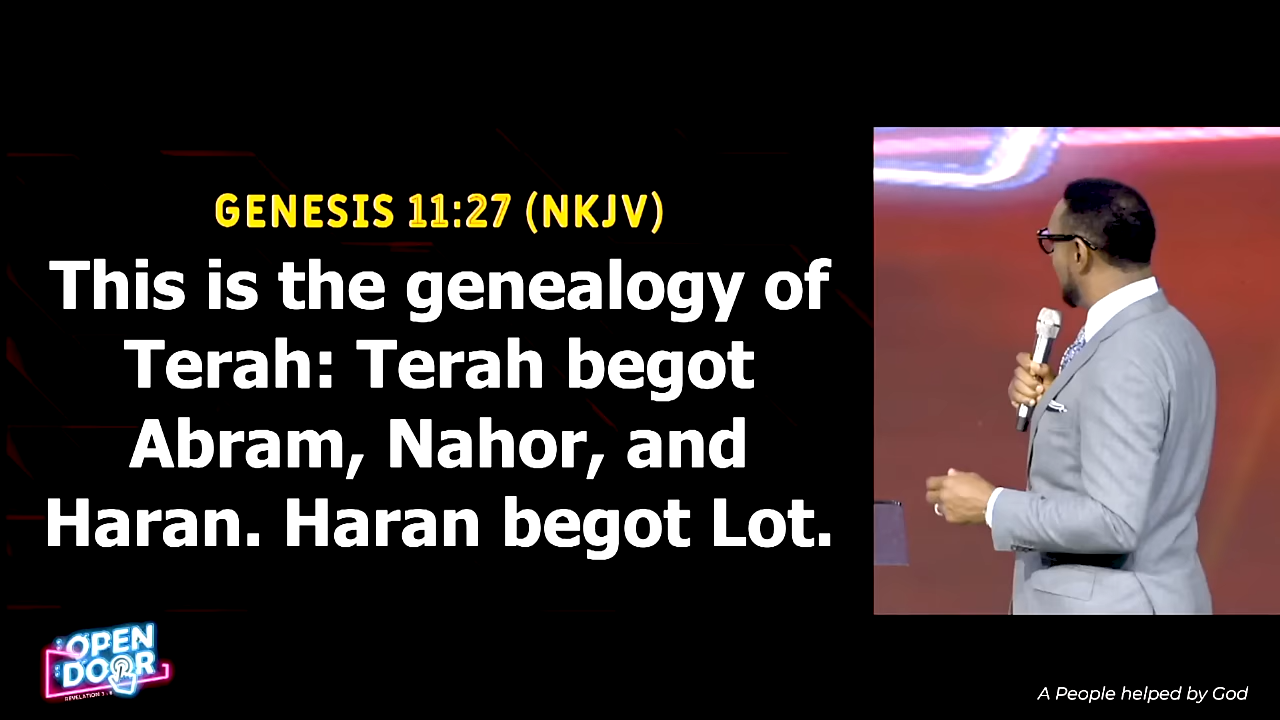 GENESIS 11:27 (NKJV)
This is the genealogy of
Terah: Terah begot
Abram, Nahor, and
Haran. Haran begot Lot.
OPEN
DOOR
A People helped by God